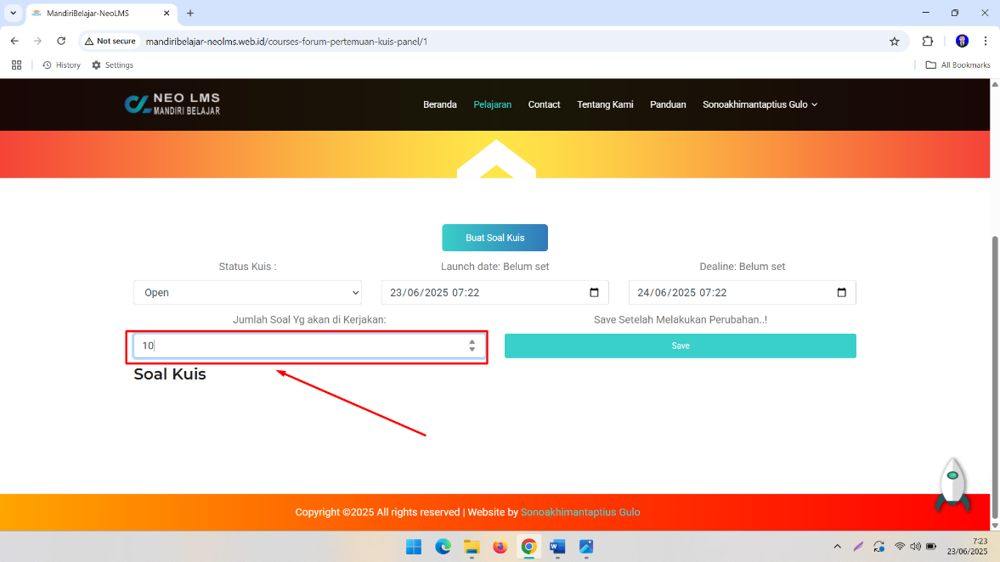 MandiriBelajar-NeoLMS
Not secure
mandiribelajar-neolms.web.id/courses-forum-pertemuan-kuis-panel/1
History
Settings
All Bookmarks
NEO LMS
MANDIRI BELAJAR
Beranda
Pelajaran
Contact
Tentang Kami
Panduan
Sonoakhimantaptius Gulo
Buat Soal Kuis
Status Kuis :
Launch date: Belum set
Dealine: Belum set
Open
23/06/2025 07:22
24/06/2025 07:22
Jumlah Soal Yg akan di Kerjakan:
Save Setelah Melakukan Perubahan..!
10
Save
Soal Kuis
Copyright ©2025 All rights reserved | Website by Sonoakhimantaptius Gulo
7:23
23/06/2025